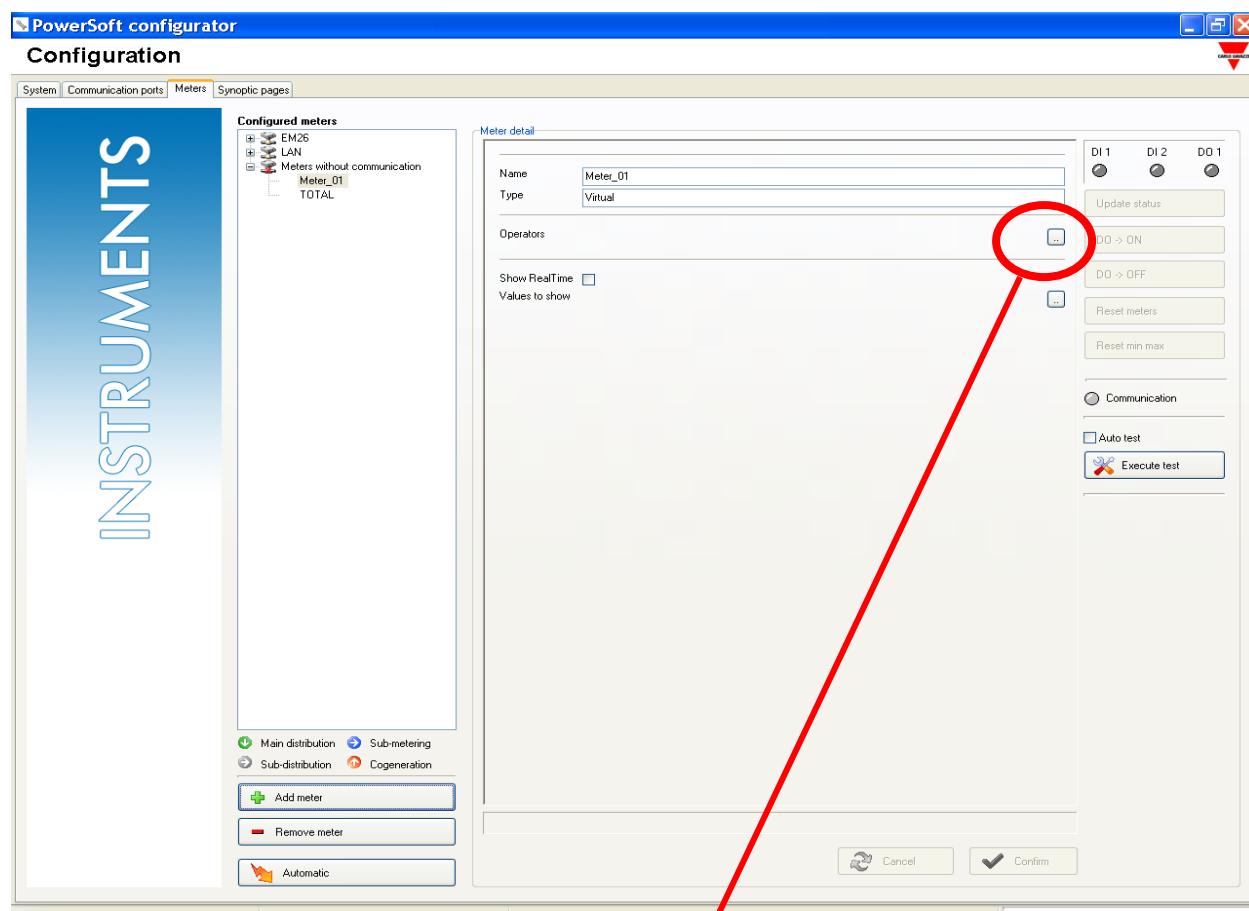 PowerSoft configurator
Configuration
CARLO GAVAZZI
System Communication ports Meters Synoptic pages
INSTRUMENTS
Configured meters
EM26
LAN
Meters without communication
Meter_01
TOTAL
Main distribution Sub-metering
Sub-distribution Cogeneration
Add meter
Remove meter
Automatic
Meter detail
Name Meter_01
Type Virtual
Operators ..
Show RealTime
Values to show ..
Cancel Confirm
DI 1 DI 2 DO 1
Update status
DO -> ON
DO -> OFF
Reset meters
Reset min max
Communication
Auto test
Execute test